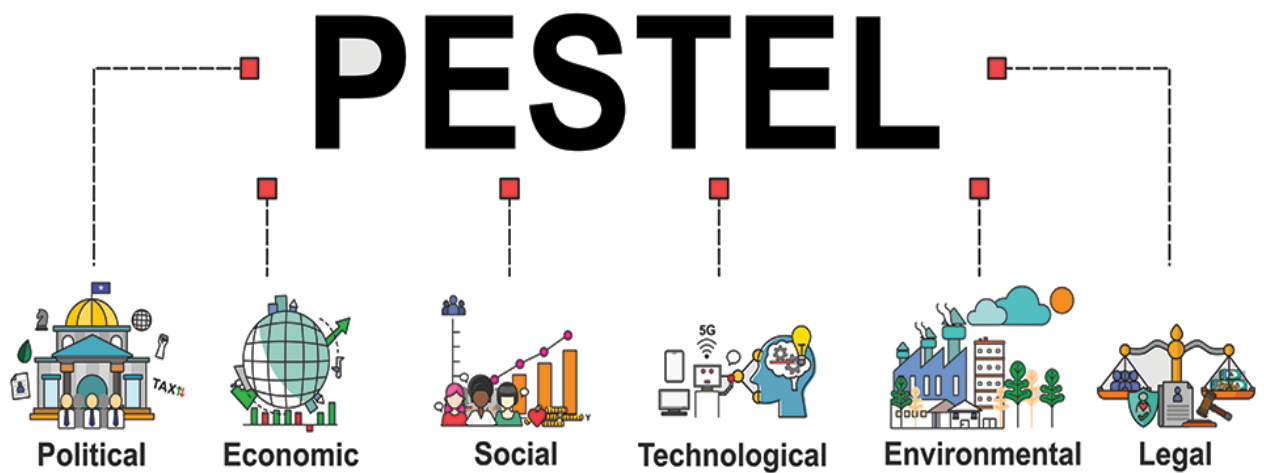 PESTEL
5G
TAX
Y
Political
Economic
Social
Technological
Environmental
Legal